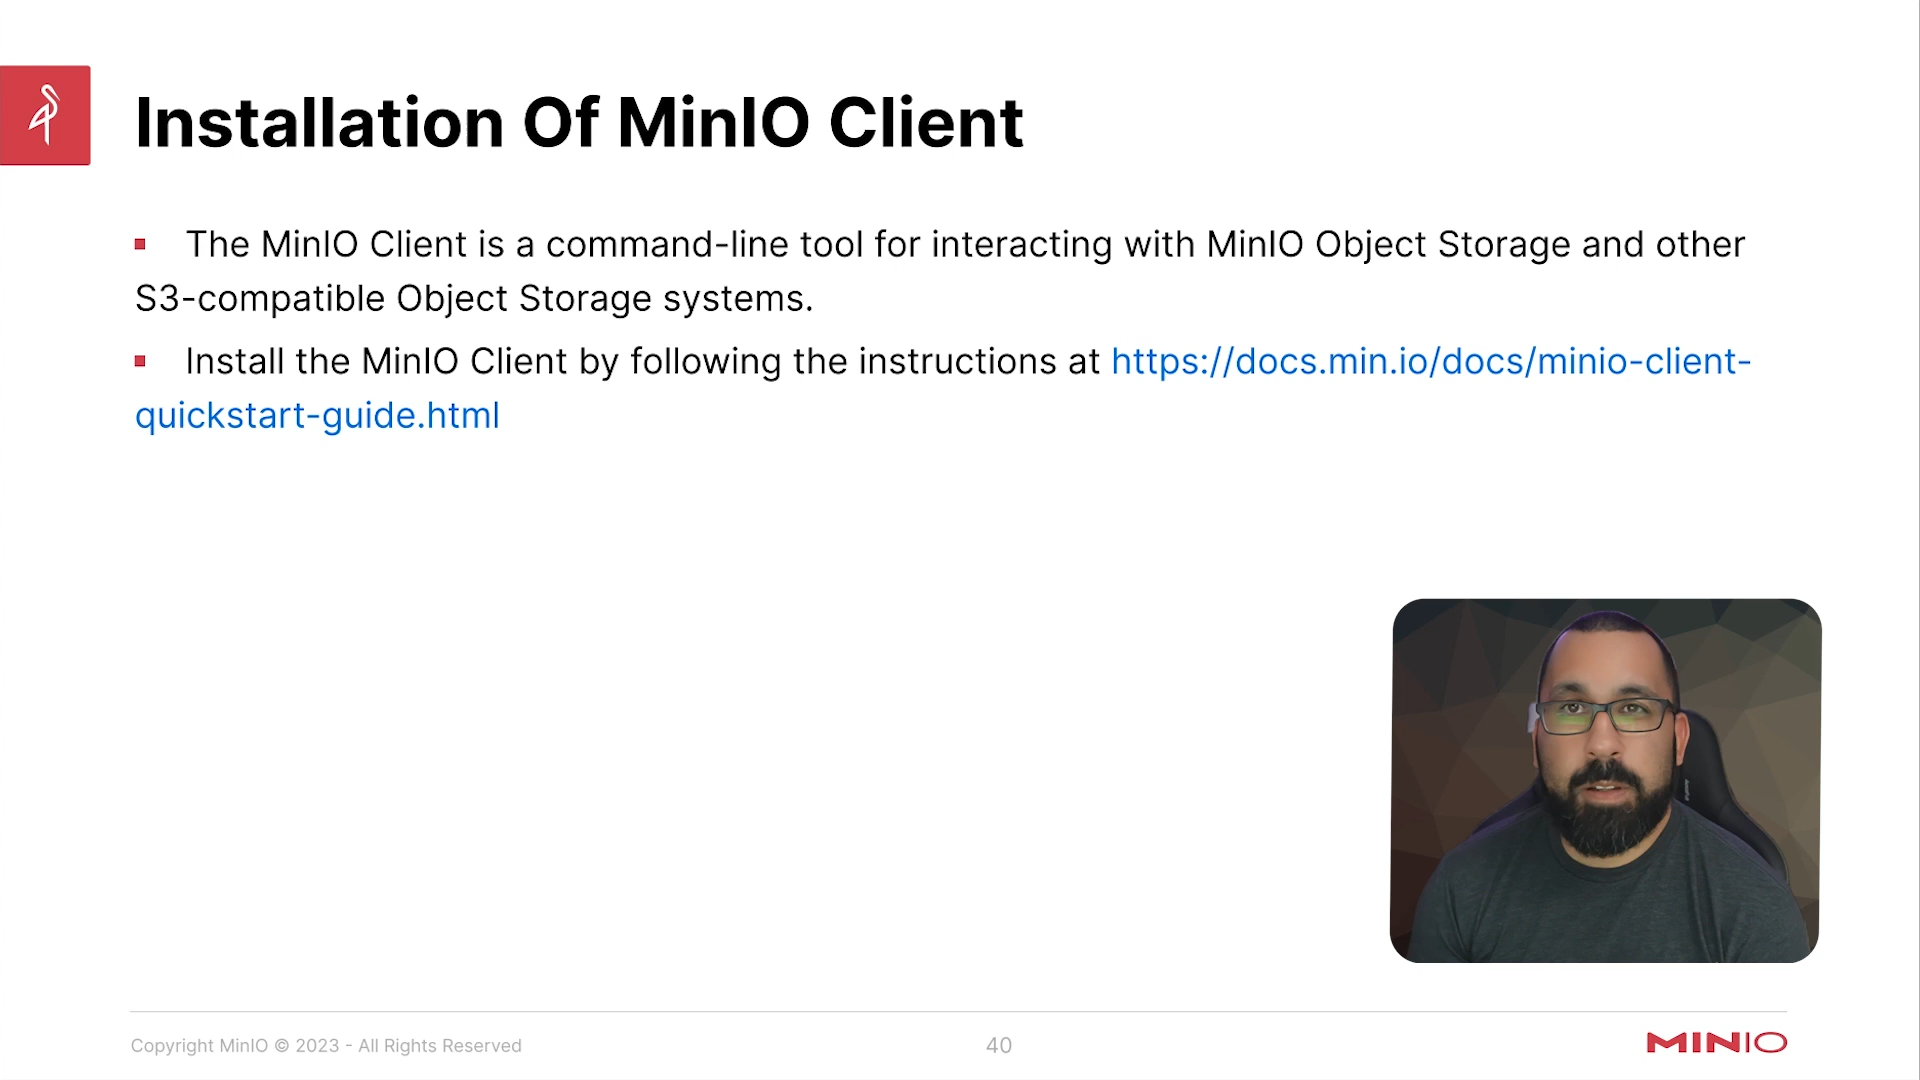 Installation Of MinIO Client
The MinIO Client is a command-line tool for interacting with MinIO Object Storage and other
S3-compatible Object Storage systems.
Install the MinIO Client by following the instructions at https://docs.min.io/docs/minio-client-
quickstart-guide.html
Copyright MinIO © 2023 - All Rights Reserved
40
MINIO